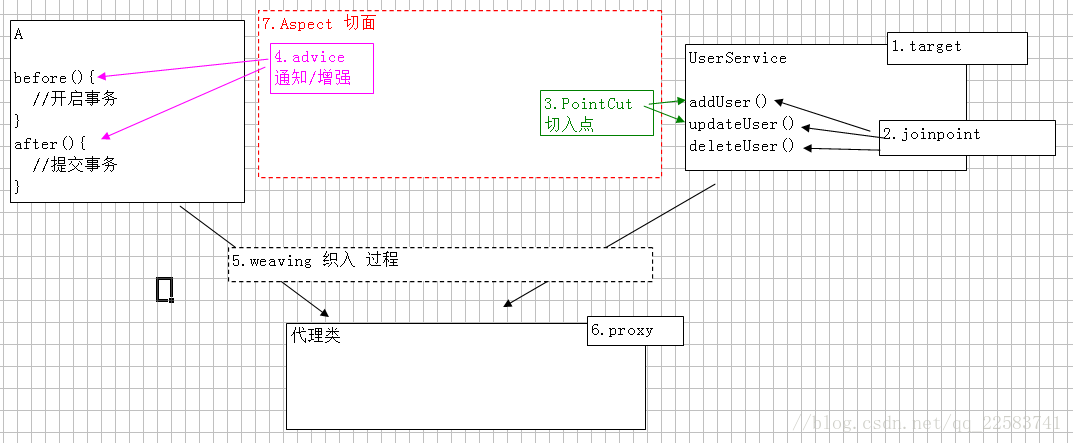 A
before(){
//开启事务
}
after(){
//提交事务
}
7.Aspect 切面
4.advice
通知/增强
3.PointCut
切入点
1.target
UserService
addUser()
updateUser()
deleteUser()
2.joinpoint
5.weaving 织入 过程
代理类
6.proxy
//blog.csdn.net/qq_22583741